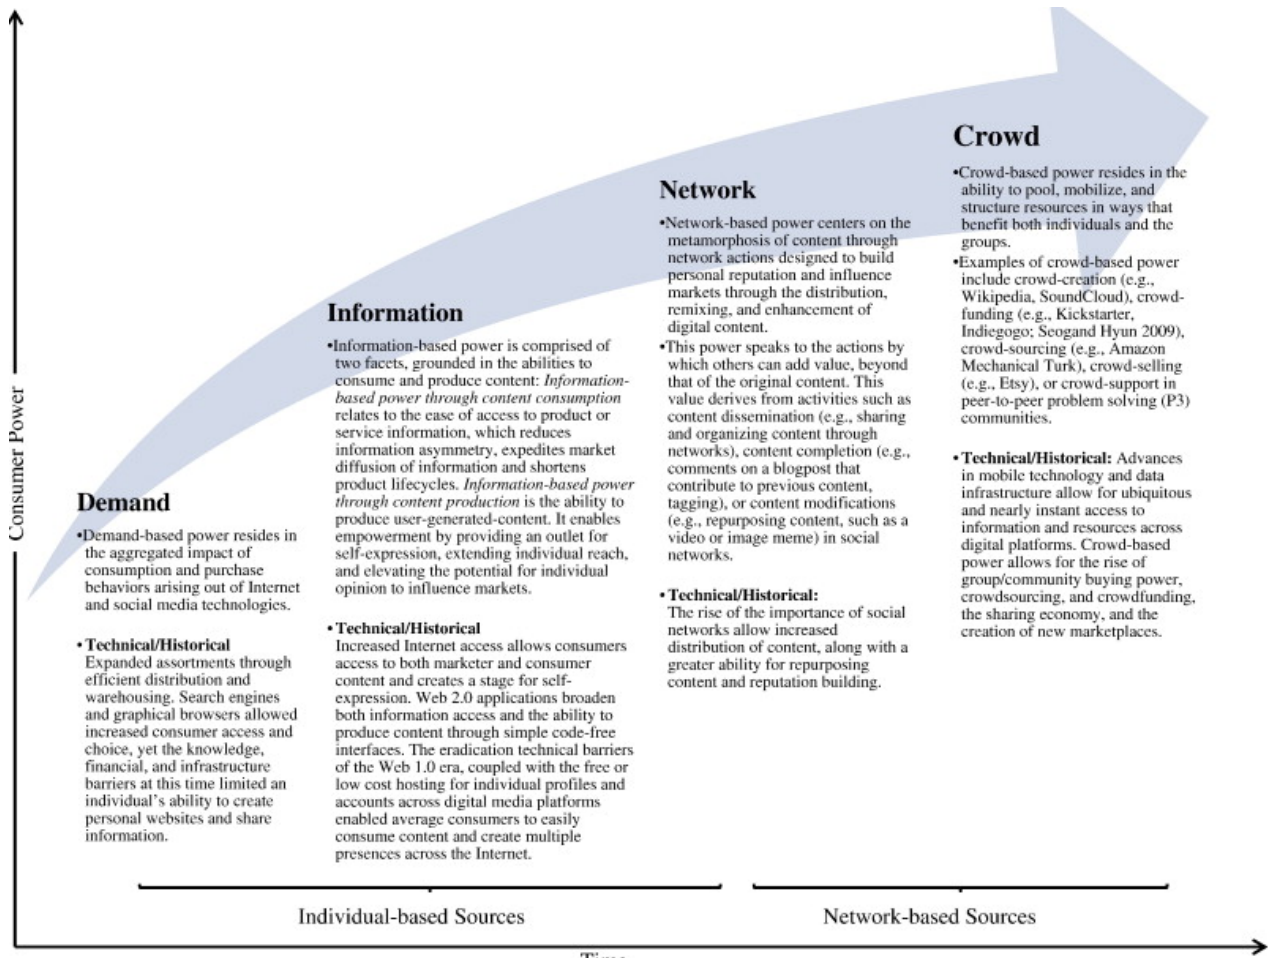 Consumer Power
Demand
•Demand-based power resides in
the aggregated impact of
consumption and purchase
behaviors arising out of Internet
and social media technologies.
• Technical/Historical
Expanded assortments through
efficient distribution and
warehousing. Search engines
and graphical browsers allowed
increased consumer access and
choice, yet the knowledge,
financial, and infrastructure
barriers at this time limited an
individual's ability to create
personal websites and share
information.
Information
•Information-based power is comprised of
two facets, grounded in the abilities to
consume and produce content: Information-
based power through content consumption
relates to the ease of access to product or
service information, which reduces
information asymmetry, expedites market
diffusion of information and shortens
product lifecycles. Information-based power
through content production is the ability to
produce user-generated-content. It enables
empowerment by providing an outlet for
self-expression, extending individual reach,
and elevating the potential for individual
opinion to influence markets.
• Technical/Historical
Increased Internet access allows consumers
access to both marketer and consumer
content and creates a stage for self-
expression. Web 2.0 applications broaden
both information access and the ability to
produce content through simple code-free
interfaces. The eradication technical barriers
of the Web 1.0 era, coupled with the free or
low cost hosting for individual profiles and
accounts across digital media platforms
enabled average consumers to easily
consume content and create multiple
presences across the Internet.
Network
•Network-based power centers on the
metamorphosis of content through
network actions designed to build
personal reputation and influence
markets through the distribution,
remixing, and enhancement of
digital content.
•This power speaks to the actions by
which others can add value, beyond
that of the original content. This
value derives from activities such as
content dissemination (e.g., sharing
and organizing content through
networks), content completion (e.g.,
comments on a blogpost that
contribute to previous content,
tagging), or content modifications
(e.g., repurposing content, such as a
video or image meme) in social
networks.
• Technical/Historical:
The rise of the importance of social
networks allow increased
distribution of content, along with a
greater ability for repurposing
content and reputation building.
Crowd
•Crowd-based power resides in the
ability to pool, mobilize, and
structure resources in ways that
benefit both individuals and the
groups.
•Examples of crowd-based power
include crowd-creation (e.g.,
Wikipedia, SoundCloud), crowd-
funding (e.g., Kickstarter,
Indiegogo; Seogand Hyun 2009),
crowd-sourcing (e.g., Amazon
Mechanical Turk), crowd-selling
(e.g., Etsy), or crowd-support in
peer-to-peer problem solving (P3)
communities.
• Technical/Historical: Advances
in mobile technology and data
infrastructure allow for ubiquitous
and nearly instant access to
information and resources across
digital platforms. Crowd-based
power allows for the rise of
group/community buying power,
crowdsourcing, and crowdfunding,
the sharing economy, and the
creation of new marketplaces.
Individual-based Sources
Network-based Sources
Time